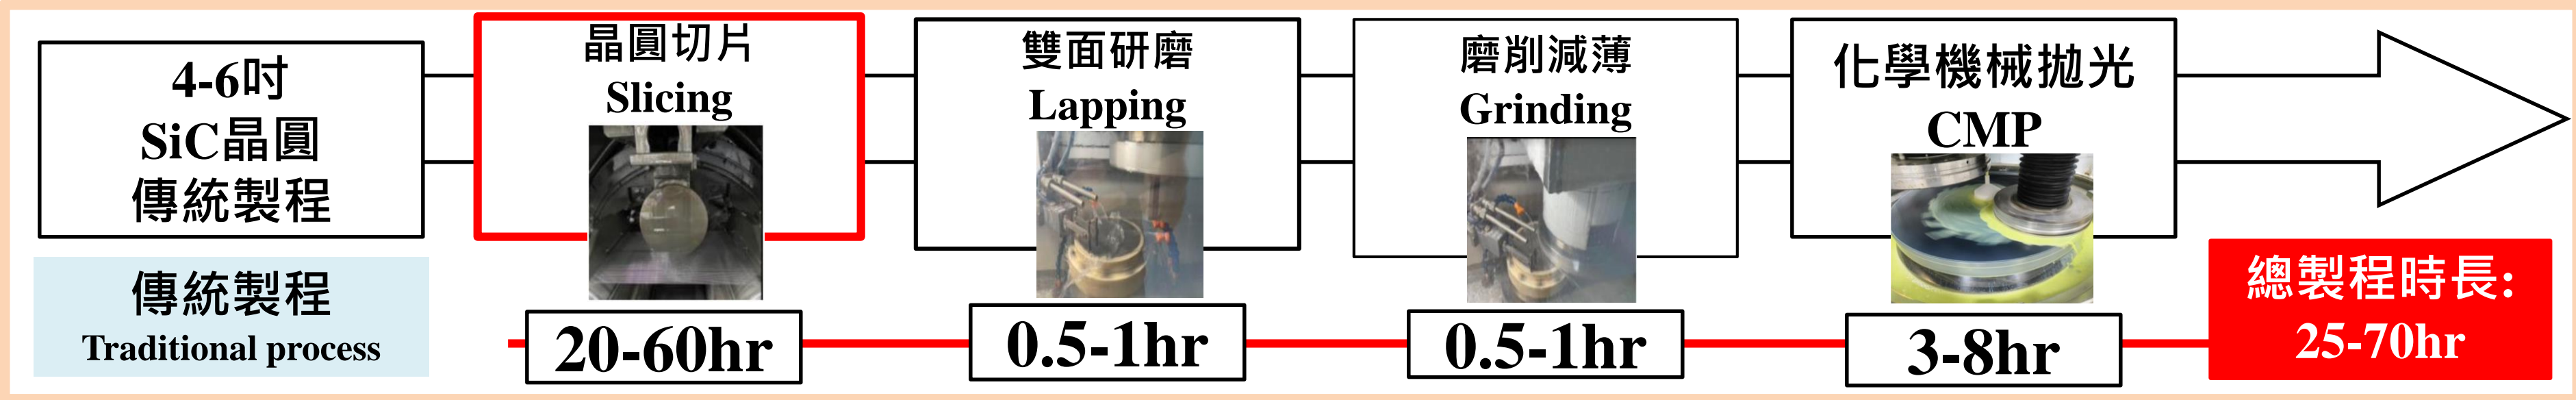 4-6吋
SiC晶圓
傳統製程
晶圓切片
Slicing
雙面研磨
Lapping
磨削減薄
Grinding
化學機械拋光
CMP
傳統製程
Traditional process
20-60hr
0.5-1hr
0.5-1hr
3-8hr
總製程時長:
25-70hr